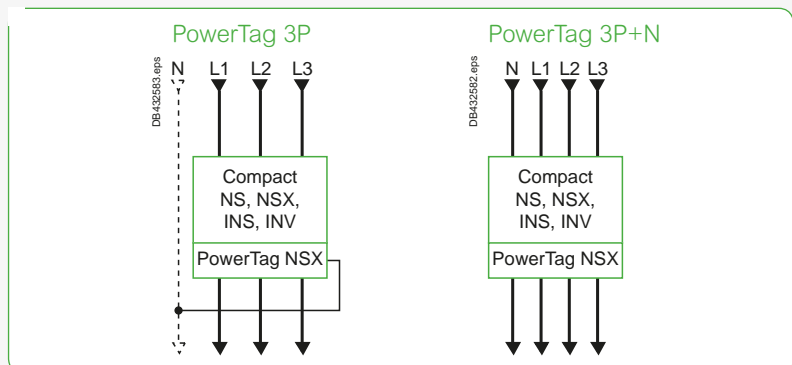 PowerTag 3P
DB432583.eps
N L1 L2 L3
Compact
NS, NSX,
INS, INV
PowerTag NSX
PowerTag 3P+N
DB432582.eps
N L1 L2 L3
Compact
NS, NSX,
INS, INV
PowerTag NSX